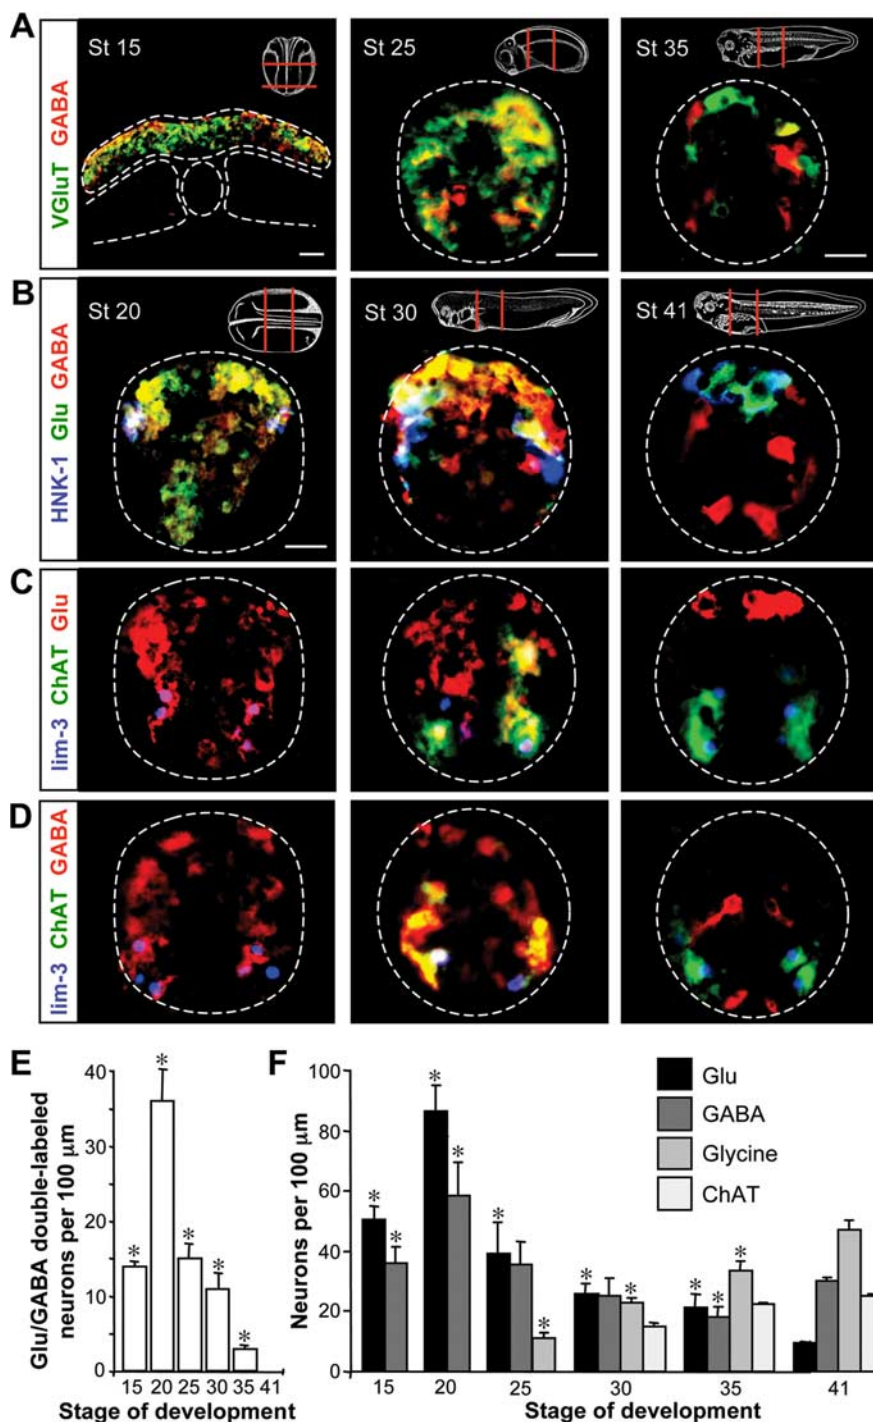 A
VGluT GABA
St 15
St 25
St 35
B
HNK-1 Glu GABA
St 20
St 30
St 41
C
lim-3 ChAT Glu
D
lim-3 ChAT GABA
E
Glu/GABA double-labeled
neurons per 100 µm
40
30
20
10
0
*
*
*
*
*
15 20 25 30 35 41
Stage of development
F
Neurons per 100 µm
100
80
60
40
20
0
Glu
GABA
Glycine
ChAT
*
*
*
*
*
*
*
*
*
*
*
15 20 25 30 35 41
Stage of development